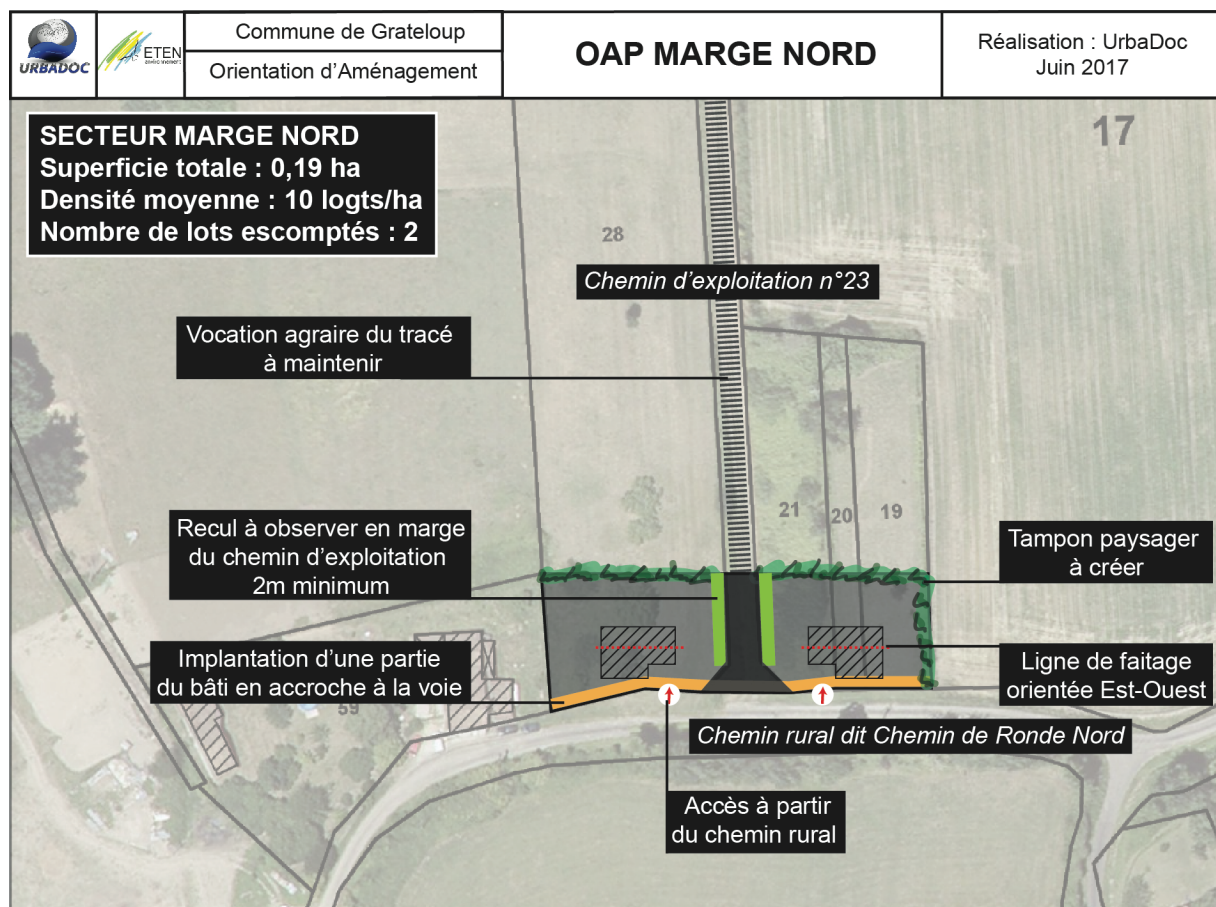 URBADOC
ETEN
environnement
Commune de Grateloup
Orientation d'Aménagement
OAP MARGE NORD
Réalisation : UrbaDoc
Juin 2017
SECTEUR MARGE NORD
Superficie totale : 0,19 ha
Densité moyenne : 10 logts/ha
Nombre de lots escomptés : 2
17
28
Chemin d'exploitation n°23
Vocation agraire du tracé
à maintenir
21
20
19
Recul à observer en marge
du chemin d'exploitation
2m minimum
Tampon paysager
à créer
Implantation d'une partie
du bâti en accroche à la voie
Ligne de faitage
orientée Est-Ouest
59
Chemin rural dit Chemin de Ronde Nord
Accès à partir
du chemin rural